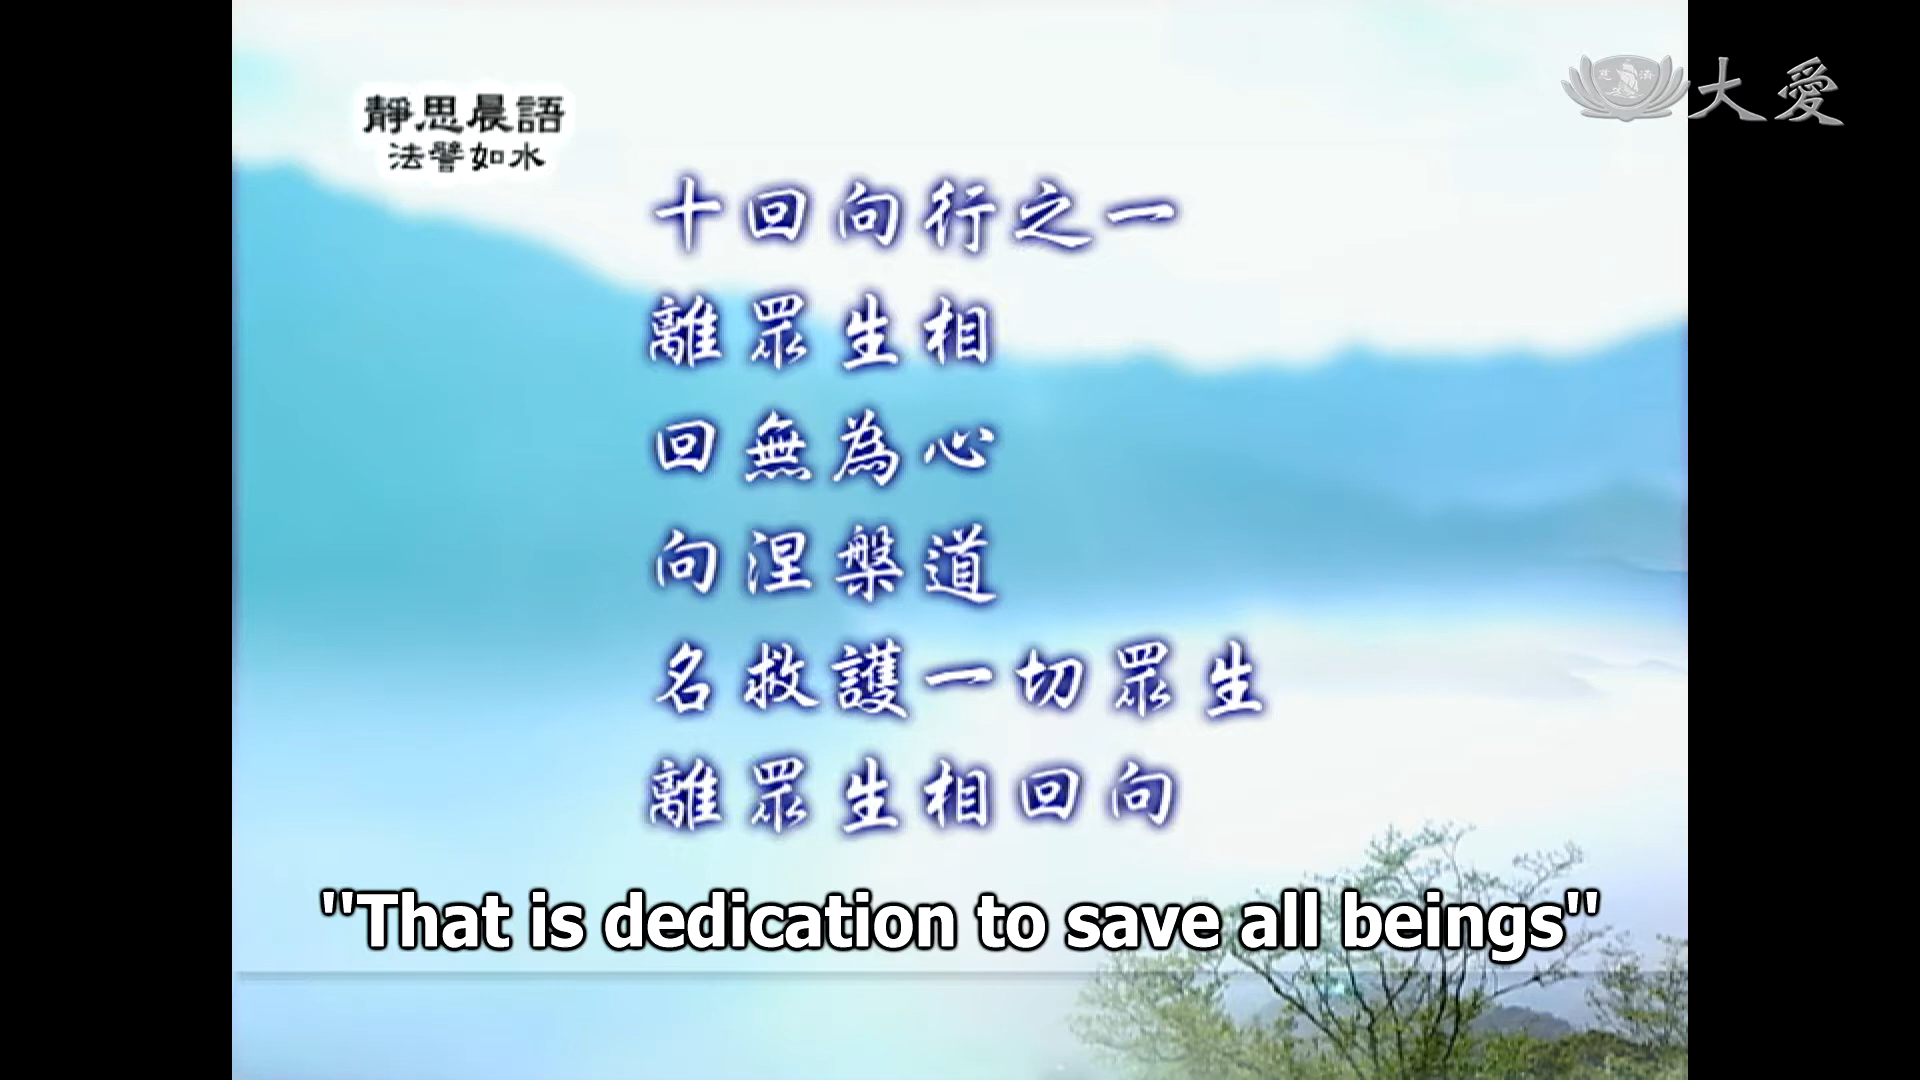 靜思晨語
法譬如水
慈濟
大愛
十回向行之一
離眾生相
回無為心
向涅槃道
名救護一切眾生
離眾生相回向
"That is dedication to save all beings"